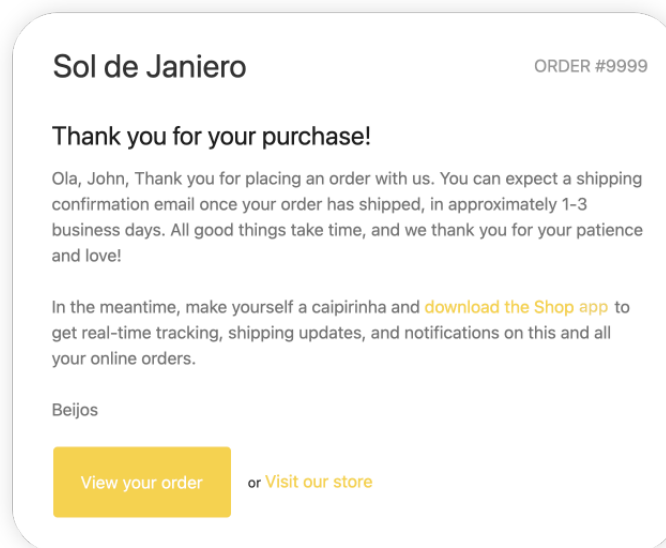 Sol de Janiero
ORDER #9999
Thank you for your purchase!
Ola, John, Thank you for placing an order with us. You can expect a shipping
confirmation email once your order has shipped, in approximately 1-3
business days. All good things take time, and we thank you for your patience
and love!
In the meantime, make yourself a caipirinha and download the Shop app to
get real-time tracking, shipping updates, and notifications on this and all
your online orders.
Beijos
View your order or Visit our store